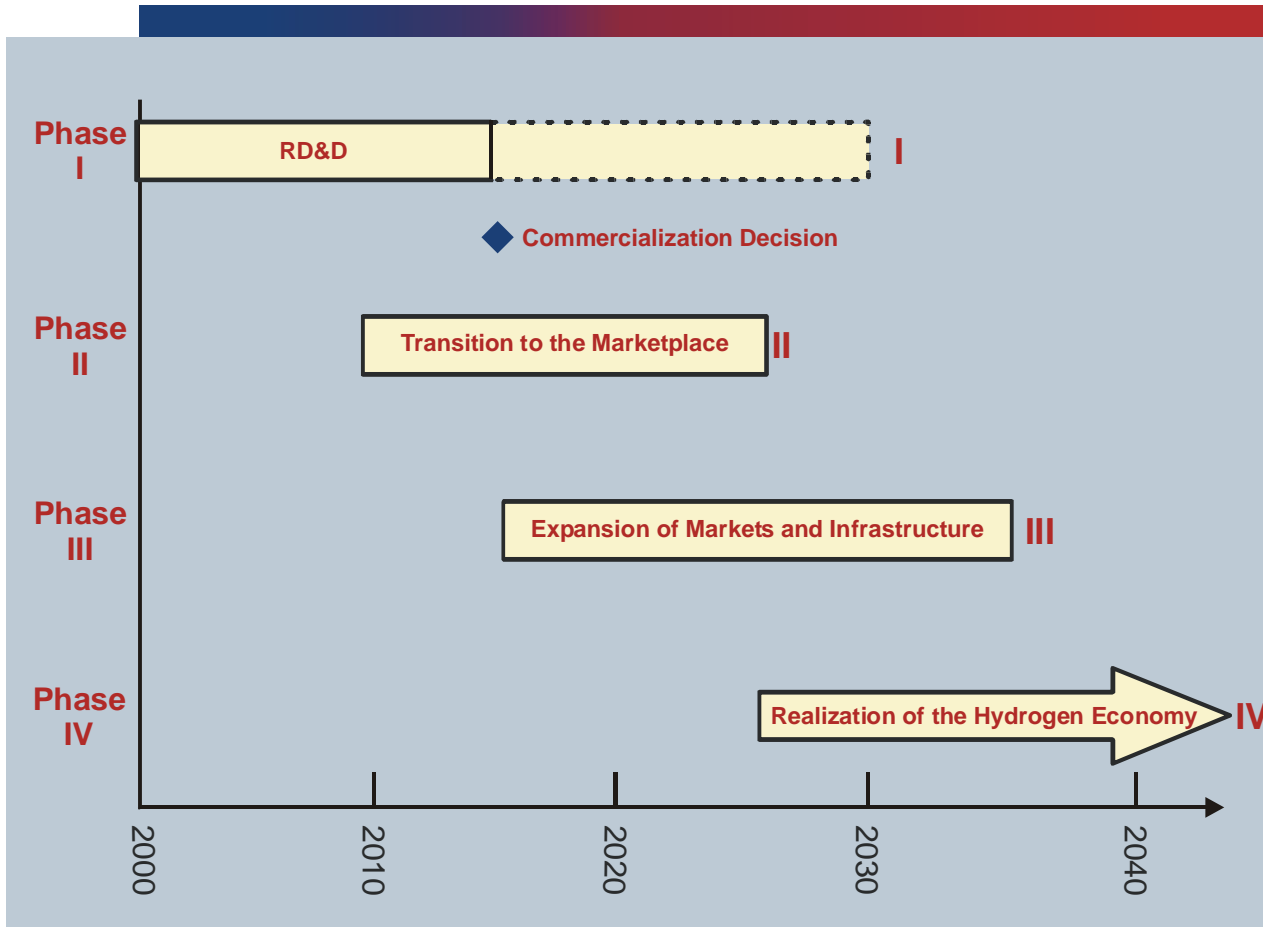 Phase
I
RD&D
I
Commercialization Decision
Phase
II
Transition to the Marketplace
II
Phase
III
Expansion of Markets and Infrastructure
III
Phase
IV
Realization of the Hydrogen Economy
IV
2000
2010
2020
2030
2040